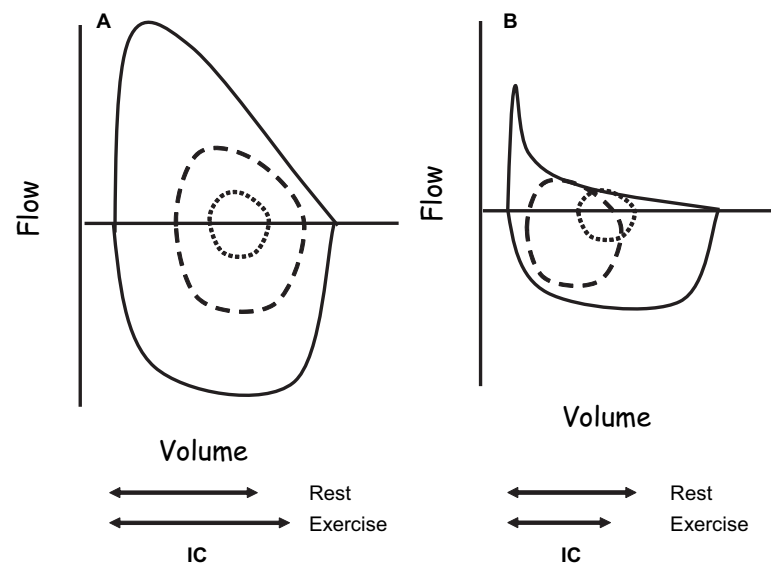 A
Flow
Volume
Rest
Exercise
IC
B
Flow
Volume
Rest
Exercise
IC